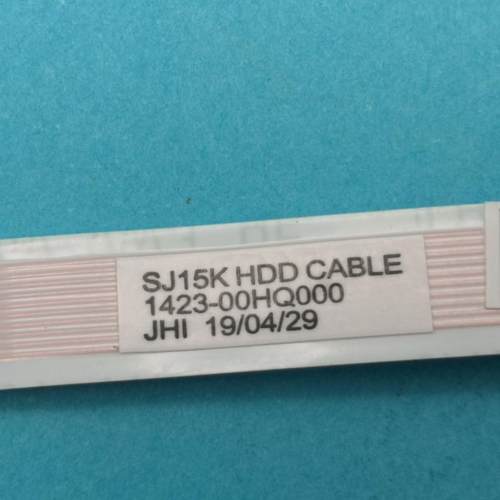 SJ15K HDD CABLE
1423-00HQ000
JHI 19/04/29